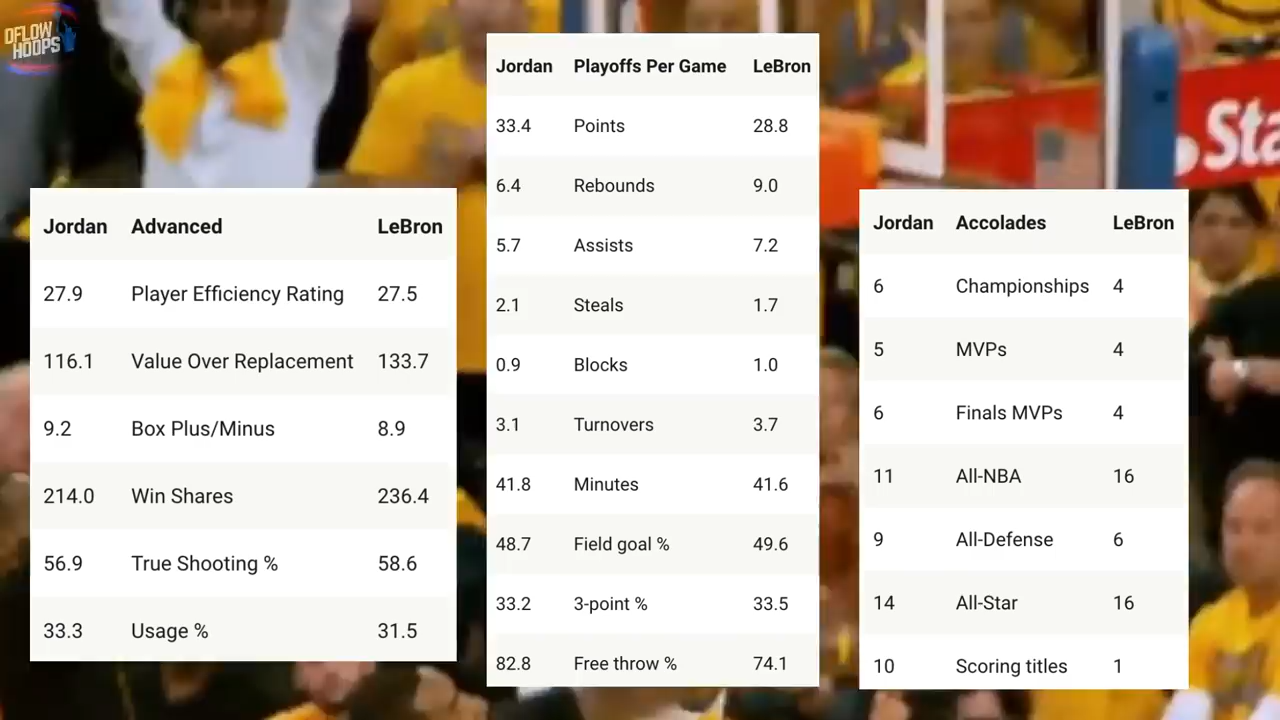 OFLOW
HOOPS
Jordan Advanced LeBron
27.9 Player Efficiency Rating 27.5
116.1 Value Over Replacement 133.7
9.2 Box Plus/Minus 8.9
214.0 Win Shares 236.4
56.9 True Shooting % 58.6
33.3 Usage % 31.5
Jordan Playoffs Per Game LeBron
33.4 Points 28.8
6.4 Rebounds 9.0
5.7 Assists 7.2
2.1 Steals 1.7
0.9 Blocks 1.0
3.1 Turnovers 3.7
41.8 Minutes 41.6
48.7 Field goal % 49.6
33.2 3-point % 33.5
82.8 Free throw % 74.1
Sta
Jordan Accolades LeBron
6 Championships 4
5 MVPs 4
6 Finals MVPs 4
11 All-NBA 16
9 All-Defense 6
14 All-Star 16
10 Scoring titles 1